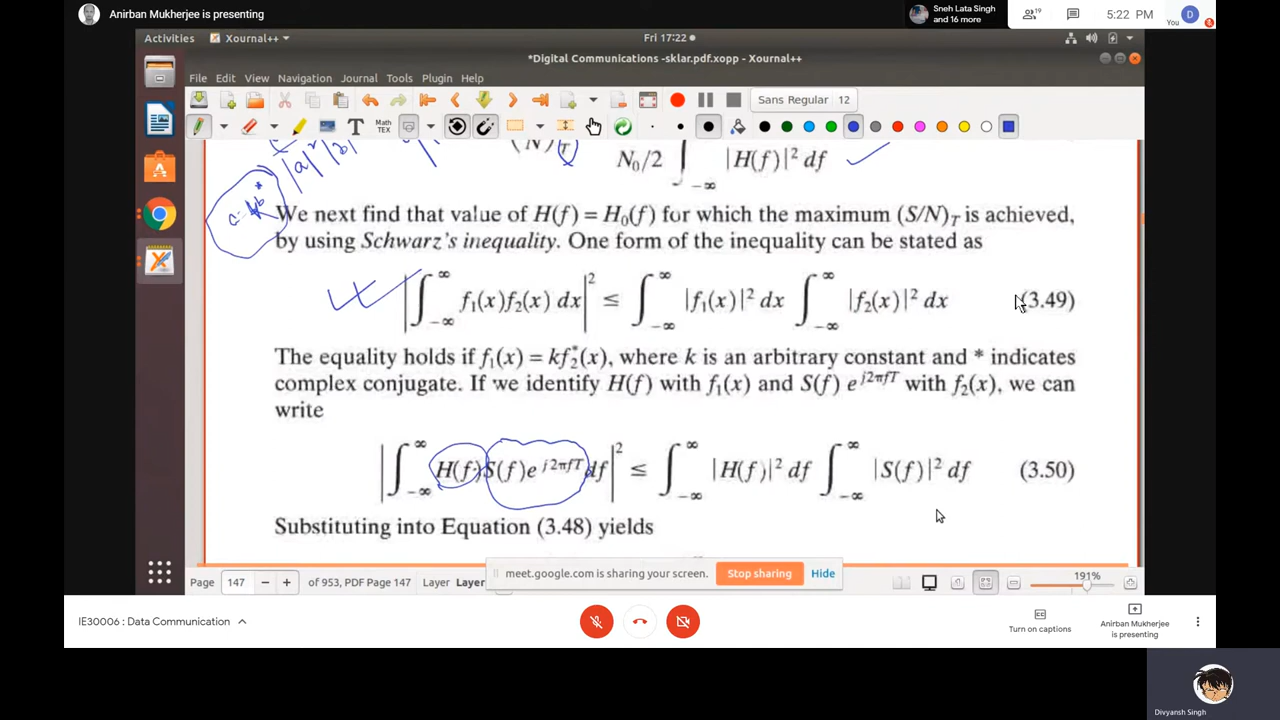 Anirban Mukherjee is presenting
Sneh Lata Singh
and 16 more
19
5:22 PM
You
D
Activities
Xournal++
Fri 17:22
*Digital Communications -sklar.pdf.xopp - Xournal++
File Edit View Navigation Journal Tools Plugin Help
Sans Regular 12
T Math TEX
|a|² |b|²
(N)T
N₀/2 ∫_{-∞} |H(f)|² df
We next find that value of H(f) = H₀(f) for which the maximum (S/N)_T is achieved,
by using Schwarz's inequality. One form of the inequality can be stated as
|∫_{-∞}^{∞} f₁(x)f₂(x) dx|² ≤ ∫_{-∞}^{∞} |f₁(x)|² dx ∫_{-∞}^{∞} |f₂(x)|² dx (3.49)
The equality holds if f₁(x) = kf₂*(x), where k is an arbitrary constant and * indicates
complex conjugate. If we identify H(f) with f₁(x) and S(f) e^{j2πfT} with f₂(x), we can
write
|∫_{-∞}^{∞} H(f)S(f)e^{j2πfT} df|² ≤ ∫_{-∞}^{∞} |H(f)|² df ∫_{-∞}^{∞} |S(f)|² df (3.50)
Substituting into Equation (3.48) yields
meet.google.com is sharing your screen. Stop sharing Hide
Page 147 of 953, PDF Page 147 Layer Layer
191%
IE30006 : Data Communication
Turn on captions
Anirban Mukherjee
is presenting
Divyansh Singh